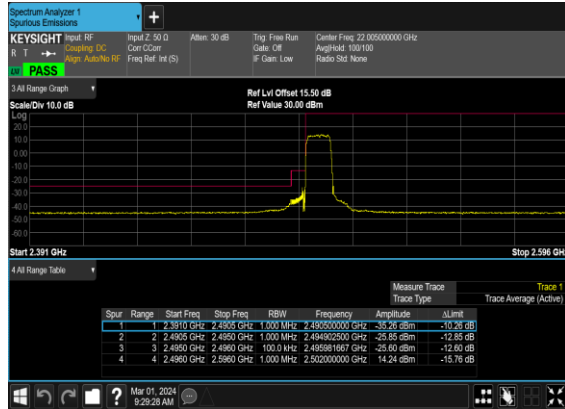 Spectrum Analyzer 1
Spurious Emissions
KEYSIGHT Input: RF Input Z: 50 Ω Atten: 30 dB Trig: Free Run Center Freq: 22.005000000 GHz
R T Coupling: DC Corr CCorr Gate: Off Avg|Hold: 100/100
Align: Auto/No RF Freq Ref: Int (S) IF Gain: Low Radio Std: None
LV PASS
3 All Range Graph
Ref Lvl Offset 15.50 dB
Scale/Div 10.0 dB Ref Value 30.00 dBm
Log
20.0
10.0
0.00
-10.0
-20.0
-30.0
-40.0
-50.0
-60.0
Start 2.391 GHz Stop 2.596 GH
4 All Range Table
Measure Trace Trace 1
Trace Type Trace Average (Active)
Spur Range Start Freq Stop Freq RBW Frequency Amplitude ΔLimit
1 1 2.3910 GHz 2.4905 GHz 1.000 MHz 2.490500000 GHz -35.26 dBm -10.26 dB
2 2 2.4905 GHz 2.4950 GHz 1.000 MHz 2.494902500 GHz -25.85 dBm -12.85 dB
3 3 2.4950 GHz 2.4960 GHz 100.0 kHz 2.495981667 GHz -25.60 dBm -12.60 dB
4 4 2.4960 GHz 2.5960 GHz 1.000 MHz 2.502000000 GHz 14.24 dBm -15.76 dB
Mar 01, 2024
9:29:28 AM